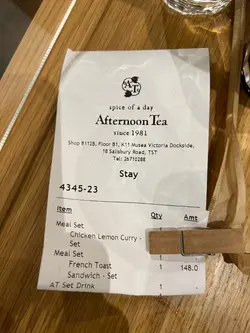 AT
spice of a day
Afternoon Tea
since 1981
Shop B112B, Floor B1, K11 Musea Victoria Dockside,
18 Salisbury Road, TST
Tel: 26710288
Stay
4345-23
Item Qty Amt
Meal Set 1
Chicken Lemon Curry -
Set
Meal Set 1 148.0
French Toast 1
Sandwich - Set
AT Set Drink 1 -